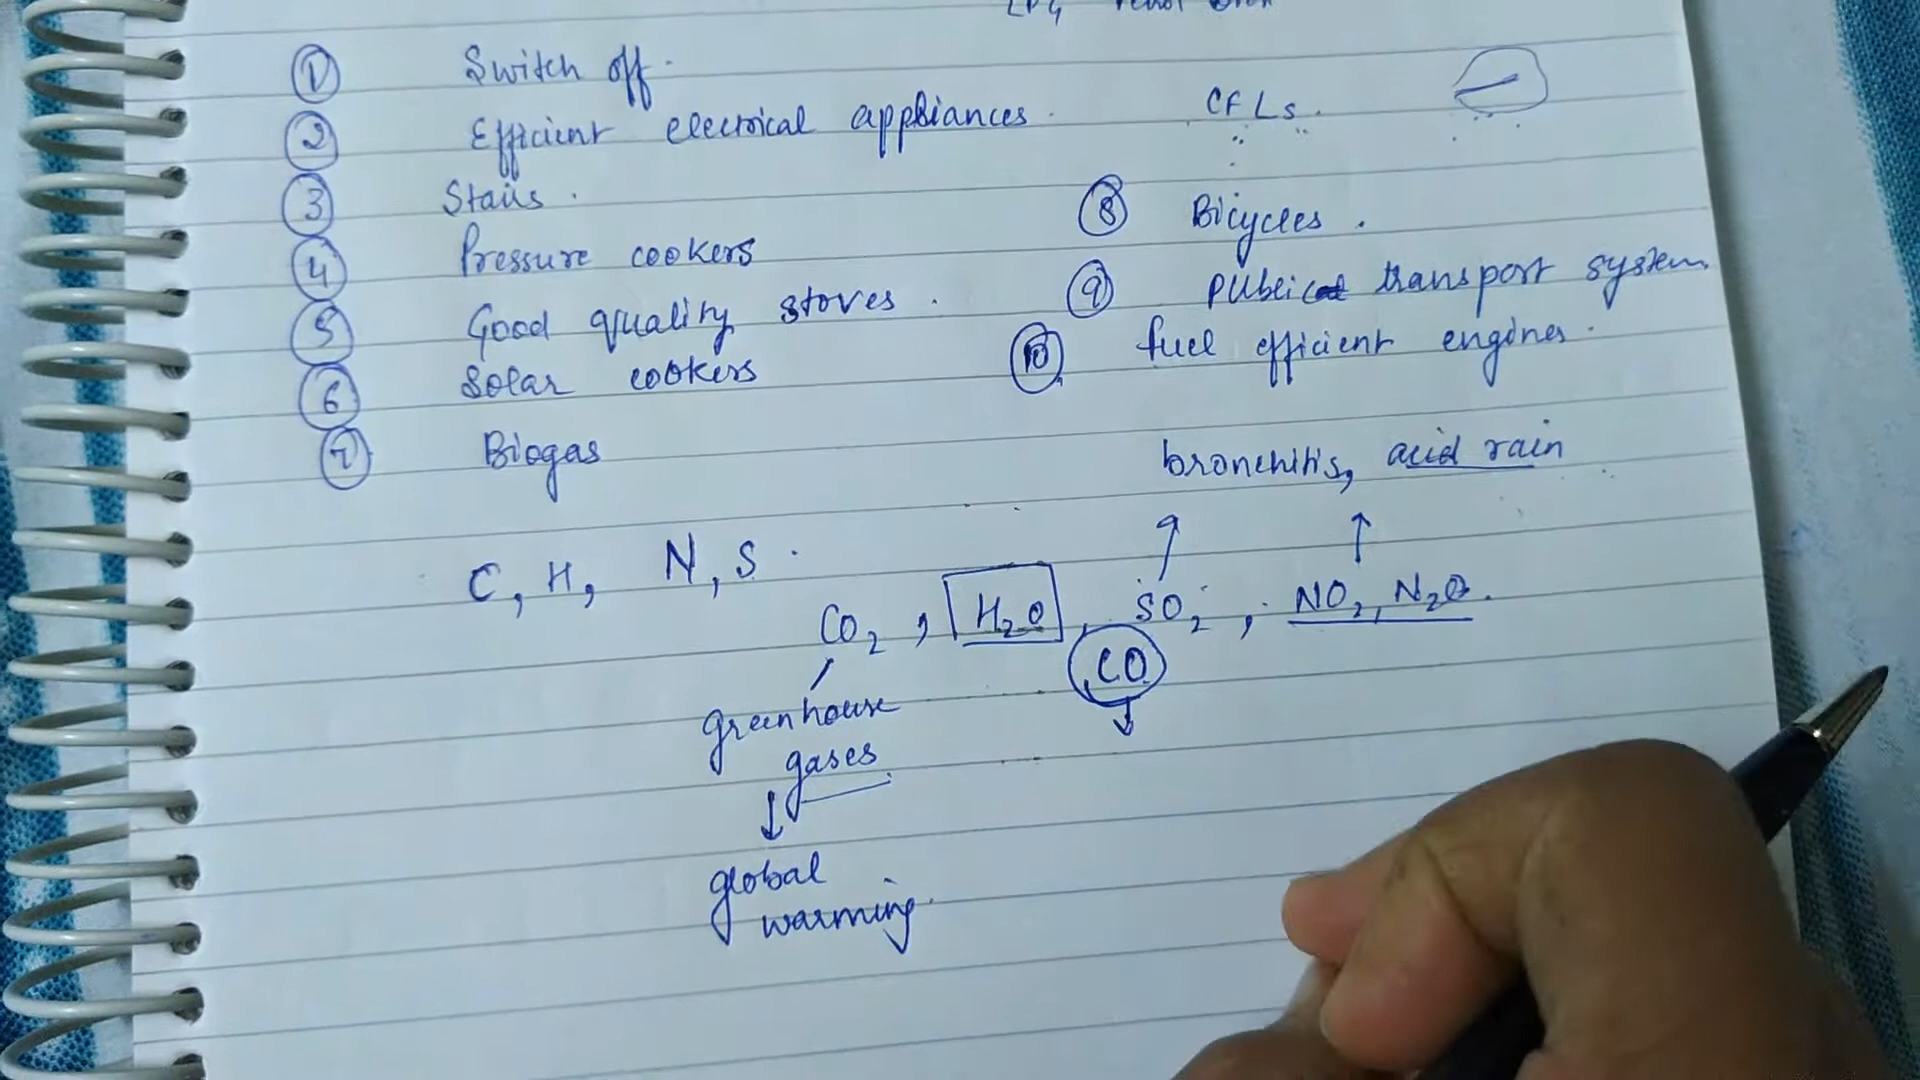 ① Switch off.
② Efficient electrical appliances. CFLs.
③ Stairs.
④ Pressure cookers
⑤ Good quality stoves.
⑥ Solar cookers
⑦ Biogas
⑧ Bicycles.
⑨ Public transport system
⑩ fuel efficient engines.
bronchitis, acid rain
C, H, N, S.
CO₂, H₂O, SO₂, NO₂, N₂O.
CO
greenhouse
gases
global
warming.